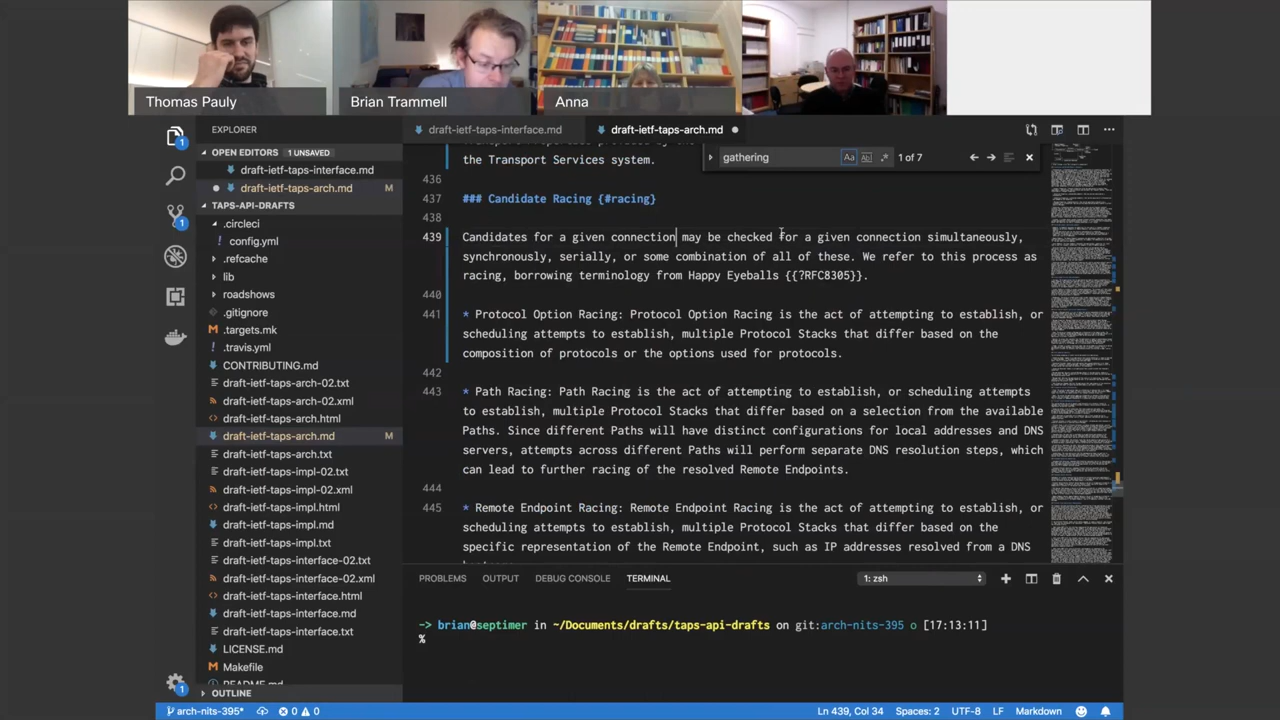 Thomas Pauly
Brian Trammell
Anna
EXPLORER
OPEN EDITORS 1 UNSAVED
draft-ietf-taps-interface.md
draft-ietf-taps-arch.md M
TAPS-API-DRAFTS
.circleci
config.yml
.refcache
lib
roadshows
.gitignore
.targets.mk
.travis.yml
CONTRIBUTING.md
draft-ietf-taps-arch-02.txt
draft-ietf-taps-arch-02.xml
draft-ietf-taps-arch.html
draft-ietf-taps-arch.md M
draft-ietf-taps-arch.txt
draft-ietf-taps-impl-02.txt
draft-ietf-taps-impl-02.xml
draft-ietf-taps-impl.html
draft-ietf-taps-impl.md
draft-ietf-taps-impl.txt
draft-ietf-taps-interface-02.txt
draft-ietf-taps-interface-02.xml
draft-ietf-taps-interface.html
draft-ietf-taps-interface.md
draft-ietf-taps-interface.txt
LICENSE.md
Makefile
README.md
OUTLINE
draft-ietf-taps-interface.md draft-ietf-taps-arch.md
gathering Aa 1 of 7
the Transport Services system.
436
437 ### Candidate Racing {#racing}
438
439 Candidates for a given connection may be checked for a given connection simultaneously,
synchronously, serially, or some combination of all of these. We refer to this process as
racing, borrowing terminology from Happy Eyeballs {{?RFC8305}}.
440
441 * Protocol Option Racing: Protocol Option Racing is the act of attempting to establish, or
scheduling attempts to establish, multiple Protocol Stacks that differ based on the
composition of protocols or the options used for protocols.
442
443 * Path Racing: Path Racing is the act of attempting to establish, or scheduling attempts
to establish, multiple Protocol Stacks that differ based on a selection from the available
Paths. Since different Paths will have distinct configurations for local addresses and DNS
servers, attempts across different Paths will perform separate DNS resolution steps, which
can lead to further racing of the resolved Remote Endpoints.
444
445 * Remote Endpoint Racing: Remote Endpoint Racing is the act of attempting to establish, or
scheduling attempts to establish, multiple Protocol Stacks that differ based on the
specific representation of the Remote Endpoint, such as IP addresses resolved from a DNS
PROBLEMS OUTPUT DEBUG CONSOLE TERMINAL 1: zsh
-> brian@septimer in ~/Documents/drafts/taps-api-drafts on git:arch-nits-395 o [17:13:11]
%
arch-nits-395* 0 0 Ln 439, Col 34 Spaces: 2 UTF-8 LF Markdown